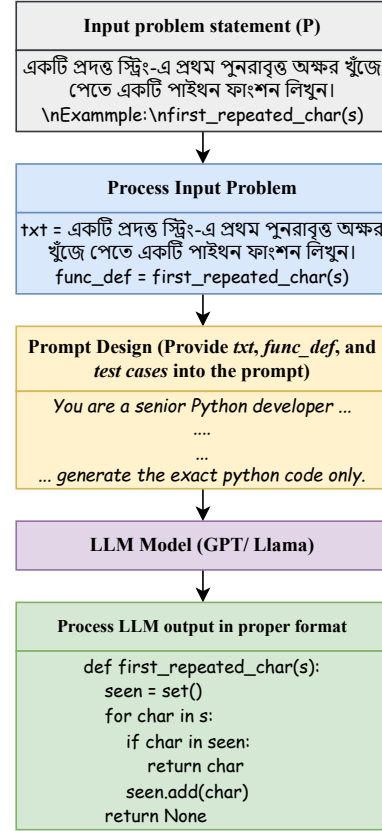 Input problem statement (P)
একটি প্রদত্ত স্ট্রিং-এ প্রথম পুনরাবৃত্ত অক্ষর খুঁজে
পেতে একটি পাইথন ফাংশন লিখুন।
\nExammple:\nfirst_repeated_char(s)
Process Input Problem
txt = একটি প্রদত্ত স্ট্রিং-এ প্রথম পুনরাবৃত্ত অক্ষর
খুঁজে পেতে একটি পাইথন ফাংশন লিখুন।
func_def = first_repeated_char(s)
Prompt Design (Provide txt, func_def, and
test cases into the prompt)
You are a senior Python developer ...
....
...
... generate the exact python code only.
LLM Model (GPT/ Llama)
Process LLM output in proper format
def first_repeated_char(s):
seen = set()
for char in s:
if char in seen:
return char
seen.add(char)
return None